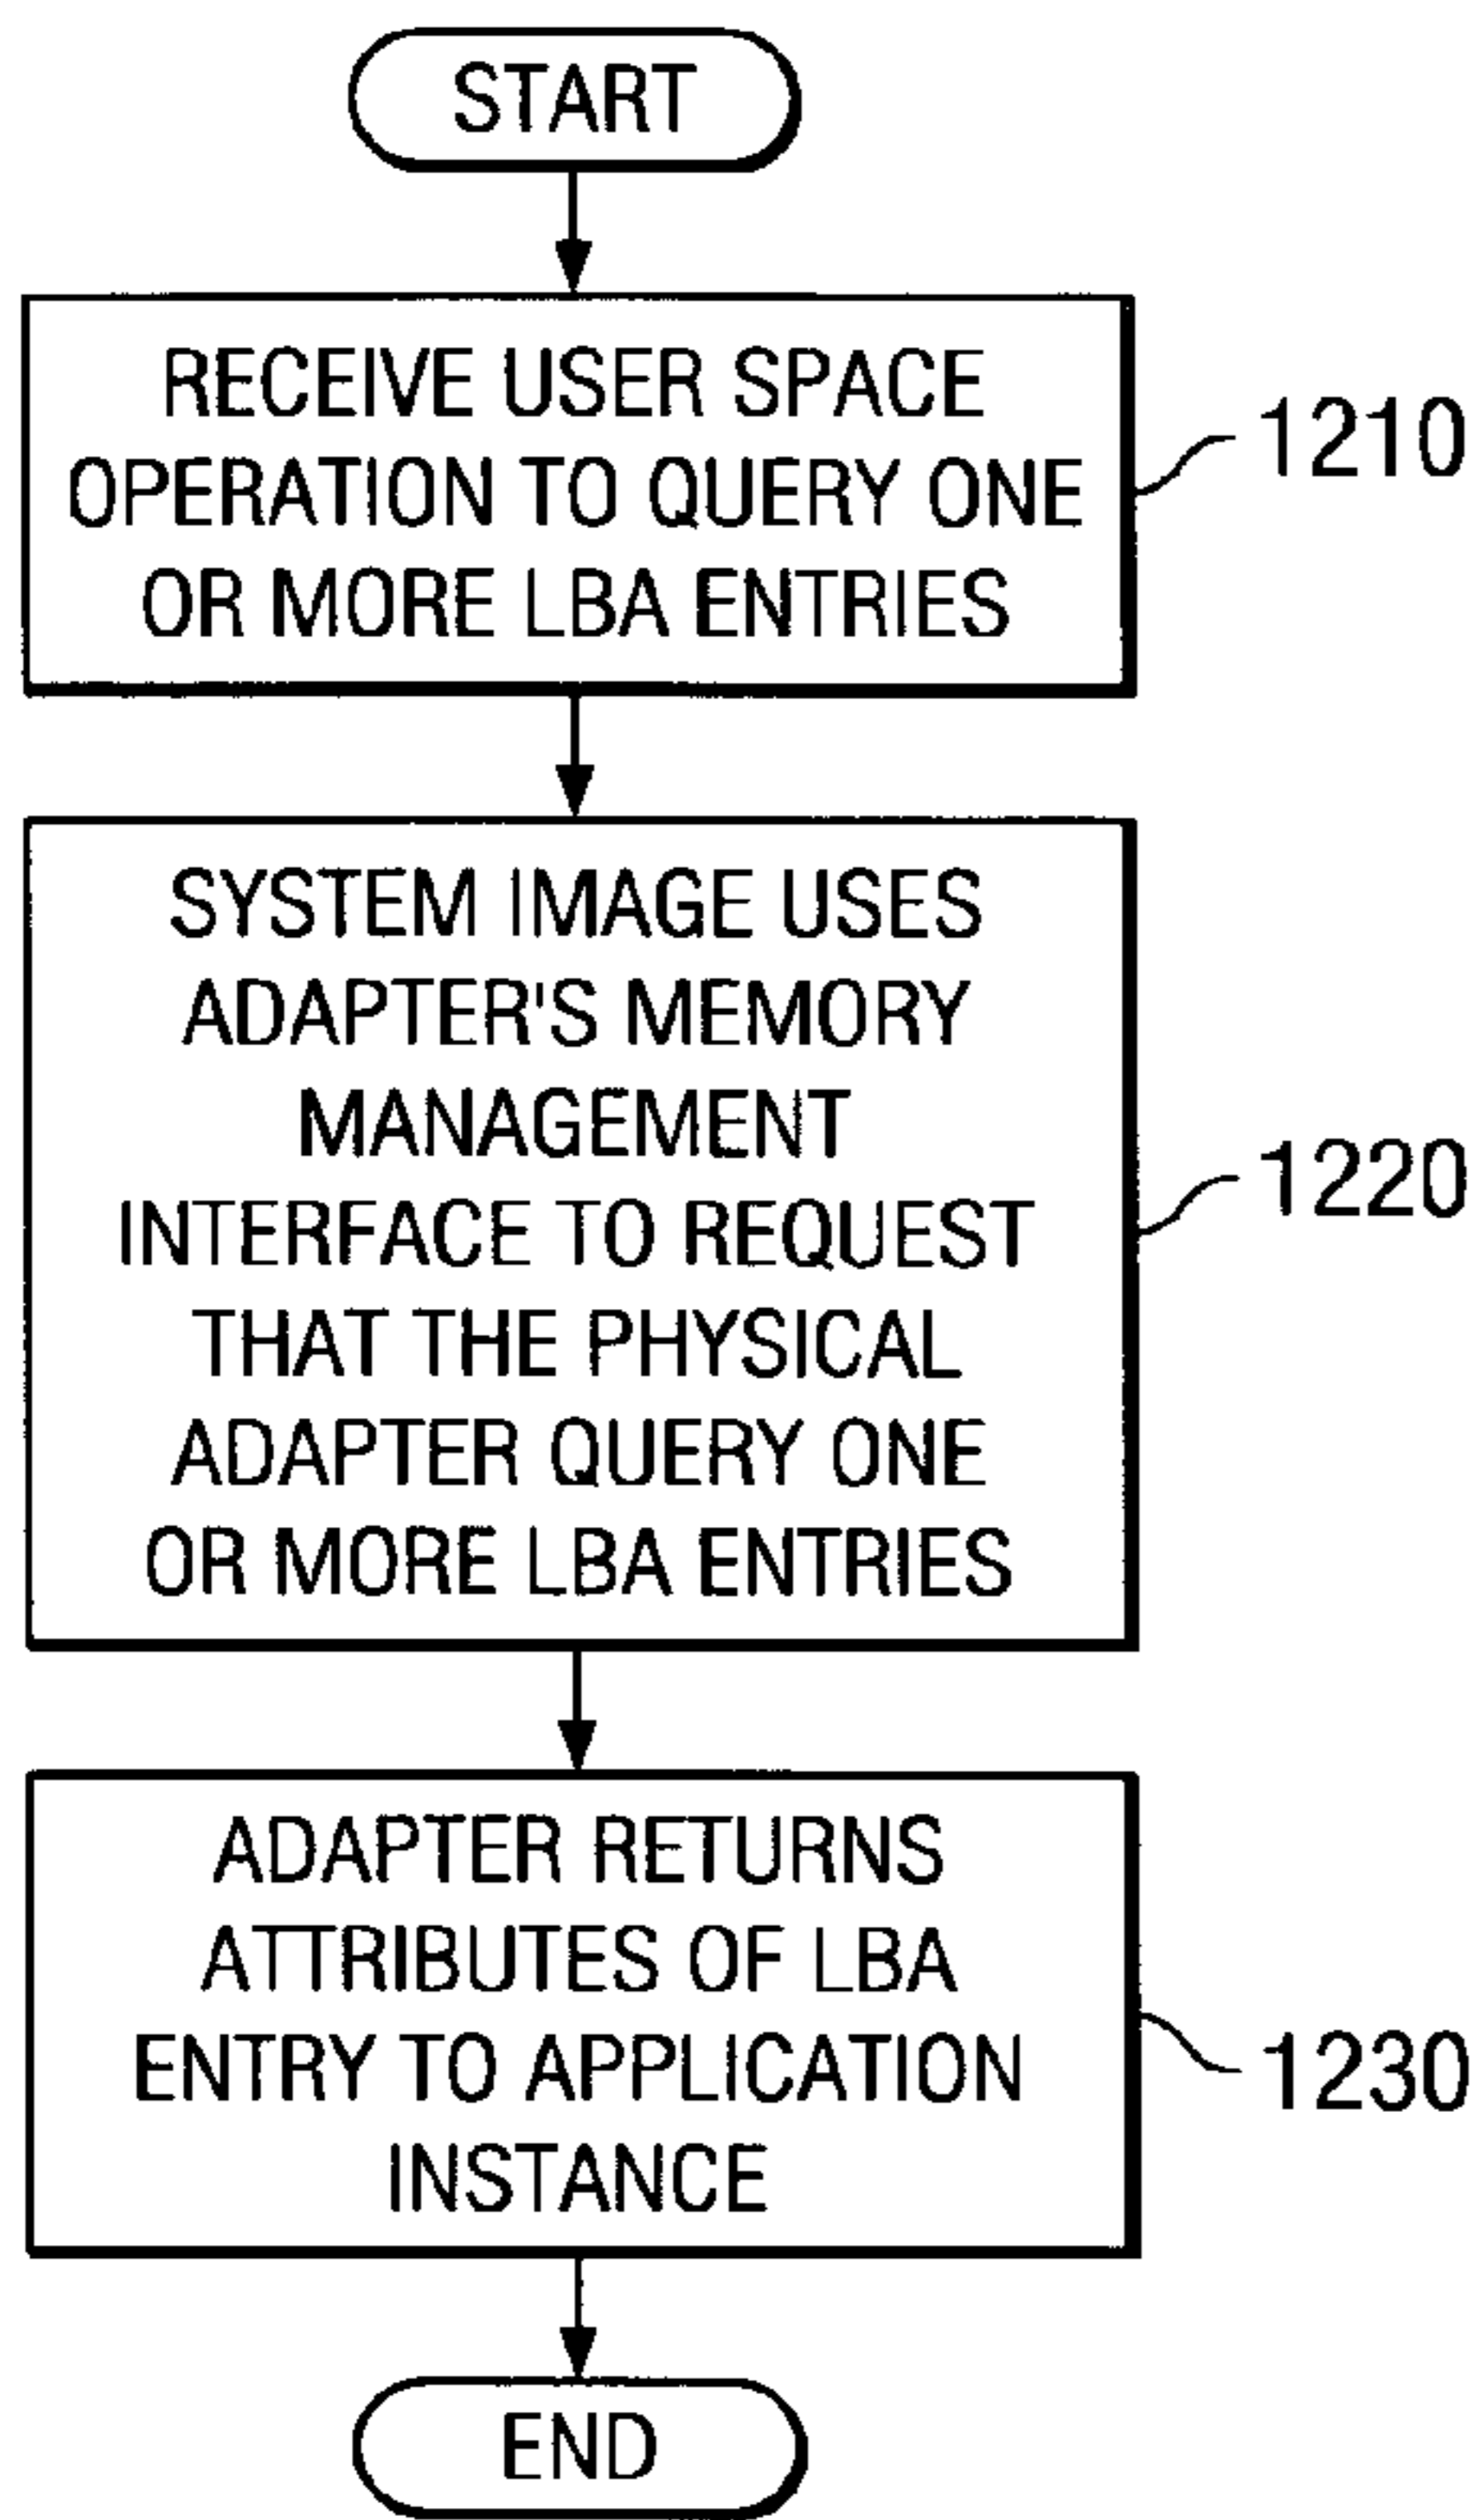 START
RECEIVE USER SPACE
OPERATION TO QUERY ONE
OR MORE LBA ENTRIES
1210
SYSTEM IMAGE USES
ADAPTER'S MEMORY
MANAGEMENT
INTERFACE TO REQUEST
THAT THE PHYSICAL
ADAPTER QUERY ONE
OR MORE LBA ENTRIES
1220
ADAPTER RETURNS
ATTRIBUTES OF LBA
ENTRY TO APPLICATION
INSTANCE
1230
END